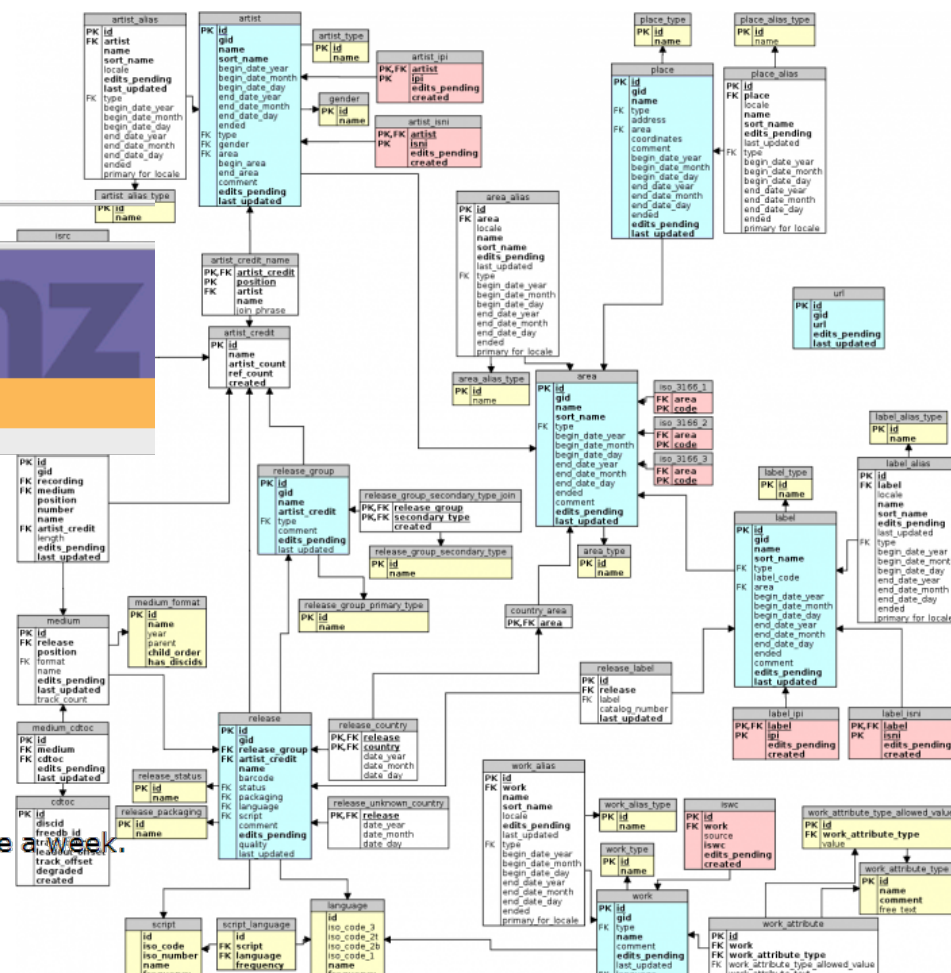 artist_alias
PK id
FK artist
name
sort_name
locale
edits_pending
last_updated
FK type
begin_date_year
begin_date_month
begin_date_day
end_date_year
end_date_month
end_date_day
ended
primary for locale
artist
PK id
gid
name
sort_name
begin_date_year
begin_date_month
begin_date_day
end_date_year
end_date_month
end_date_day
ended
FK type
FK gender
FK area
begin_area
end_area
comment
edits_pending
last_updated
artist_type
PK id
name
gender
PK id
name
artist_ipi
PK,FK artist
PK ipi
edits_pending
created
artist_isni
PK,FK artist
PK isni
edits_pending
created
place_type
PK id
name
place_alias_type
PK id
name
place
PK id
gid
name
FK type
address
FK area
coordinates
comment
begin_date_year
begin_date_month
begin_date_day
end_date_year
end_date_month
end_date_day
ended
edits_pending
last_updated
place_alias
PK id
FK place
locale
name
sort_name
edits_pending
last_updated
FK type
begin_date_year
begin_date_month
begin_date_day
end_date_year
end_date_month
end_date_day
ended
primary for locale
artist_alias_type
PK id
name
isrc
nz
artist_credit_name
PK,FK artist_credit
PK position
FK artist
name
join_phrase
artist_credit
PK id
name
artist_count
ref_count
created
area_alias
PK id
FK area
locale
name
sort_name
edits_pending
last_updated
FK type
begin_date_year
begin_date_month
begin_date_day
end_date_year
end_date_month
end_date_day
ended
primary for locale
area_alias_type
PK id
name
url
PK id
gid
url
edits_pending
last_updated
area
PK id
gid
name
sort_name
FK type
begin_date_year
begin_date_month
begin_date_day
end_date_year
end_date_month
end_date_day
ended
comment
edits_pending
last_updated
iso_3166_1
FK area
PK code
iso_3166_2
FK area
PK code
iso_3166_3
FK area
PK code
area_type
PK id
name
label_alias_type
PK id
name
label_type
PK id
name
label_alias
PK id
FK label
locale
name
sort_name
edits_pending
last_updated
FK type
begin_date_year
begin_date_mont
begin_date_day
end_date_year
end_date_month
end_date_day
ended
primary for locale
label
PK id
gid
name
sort_name
FK type
label_code
FK area
begin_date_year
begin_date_month
begin_date_day
end_date_year
end_date_month
end_date_day
ended
comment
edits_pending
last_updated
PK id
gid
FK recording
FK medium
position
number
name
FK artist_credit
length
edits_pending
last_updated
release_group
PK id
gid
name
artist_credit
FK type
comment
edits_pending
last_updated
release_group_secondary_type_join
PK,FK release_group
PK,FK secondary_type
created
release_group_secondary_type
PK id
name
release_group_primary_type
PK id
name
country_area
PK,FK area
medium
PK id
FK release
position
FK format
name
edits_pending
last_updated
track_count
medium_format
PK id
name
year
parent
child_order
has_discids
release_label
PK id
FK release
FK label
catalog_number
last_updated
label_ipi
PK,FK label
PK ipi
edits_pending
created
label_isni
PK,FK label
PK isni
edits_pending
created
medium_cdtoc
PK id
FK medium
FK cdtoc
edits_pending
last_updated
cdtoc
PK id
discid
freedb_id
track_offset
degraded
created
e a week.
release_status
PK id
name
release_packaging
PK id
name
release
PK id
gid
FK release_group
FK artist_credit
name
barcode
FK status
FK packaging
FK language
FK script
comment
edits_pending
quality
last_updated
release_country
PK,FK release
PK,FK country
date_year
date_month
date_day
release_unknown_country
PK,FK release
date_year
date_month
date_day
work_alias
PK id
FK work
name
sort_name
locale
edits_pending
last_updated
FK type
begin_date_year
begin_date_month
begin_date_day
end_date_year
end_date_month
end_date_day
ended
primary for locale
work_alias_type
PK id
name
work_type
PK id
name
iswc
PK id
FK work
source
iswc
edits_pending
created
work_attribute_type_allowed_value
PK id
FK work_attribute_type
value
work_attribute_type
PK id
name
comment
free_text
work
PK id
gid
FK type
name
comment
edits_pending
last_updated
work_attribute
PK id
FK work
FK work_attribute_type
FK work_attribute_type_allowed_value
script
id
iso_code
iso_number
name
script_language
PK id
FK script
FK language
frequency
language
id
iso_code_3
iso_code_2t
iso_code_2b
iso_code_1
name